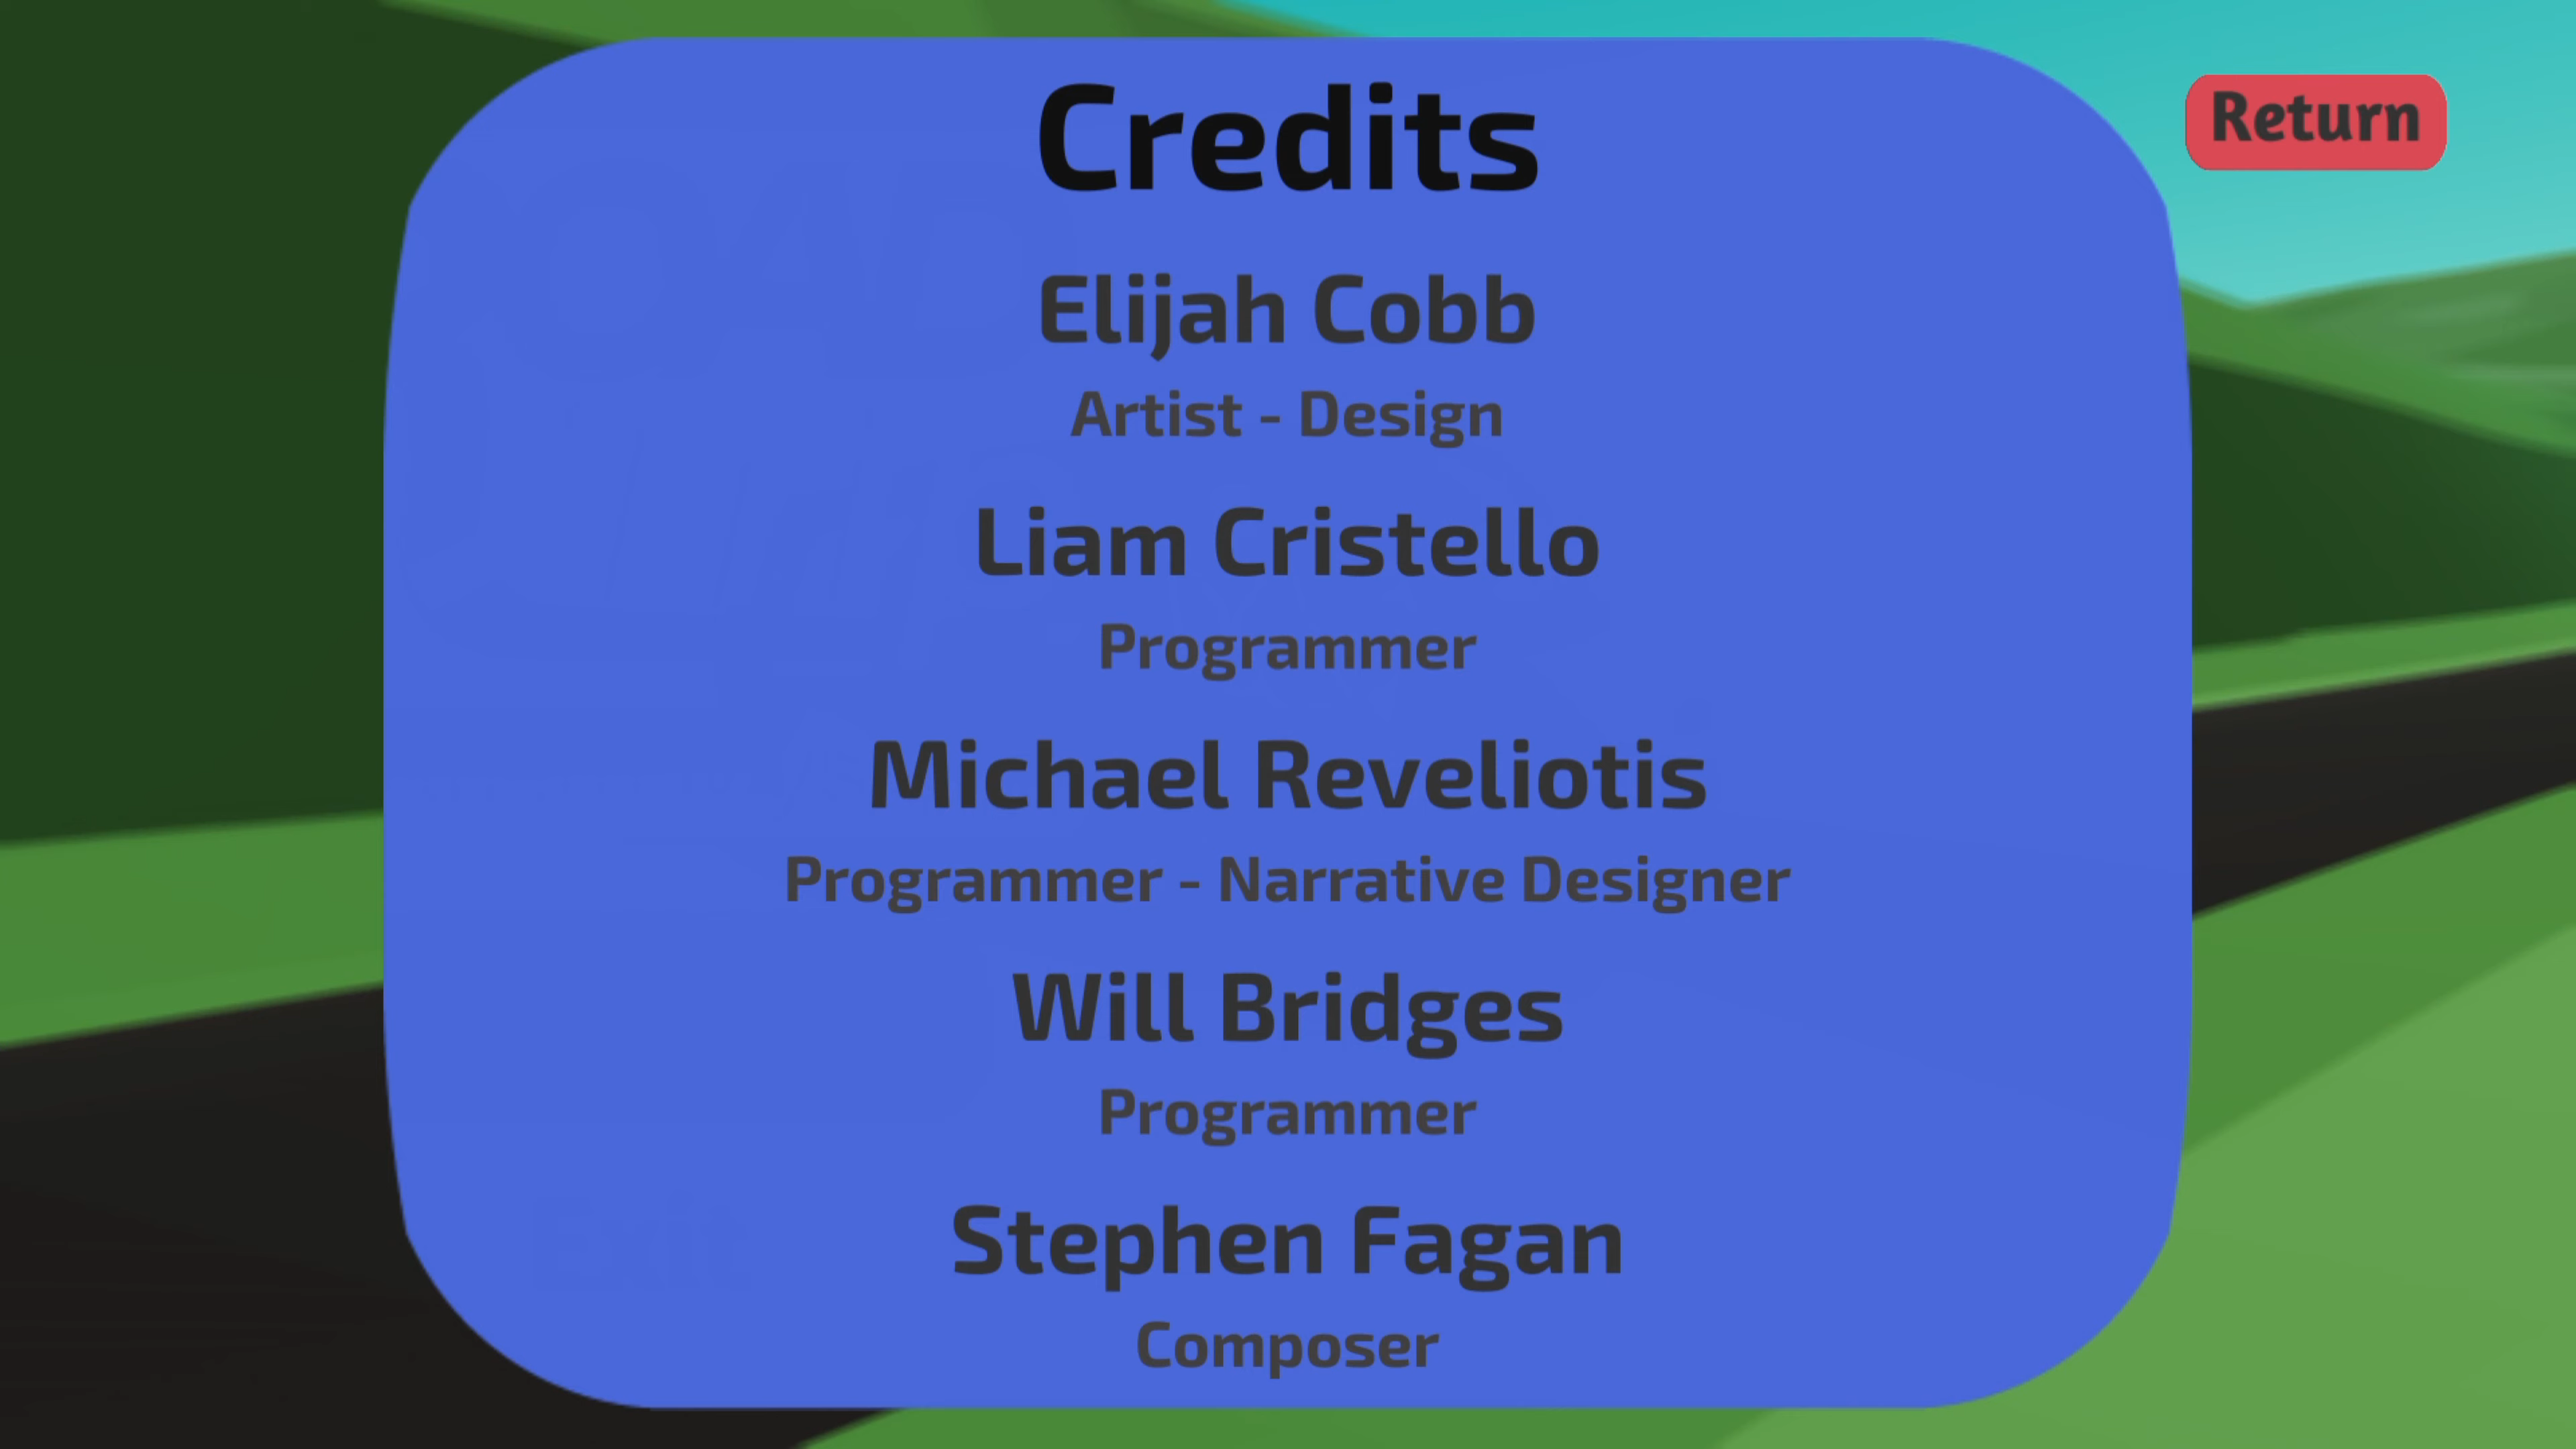 Credits
Return
Elijah Cobb
Artist - Design
Liam Cristello
Programmer
Michael Reveliotis
Programmer - Narrative Designer
Will Bridges
Programmer
Stephen Fagan
Composer